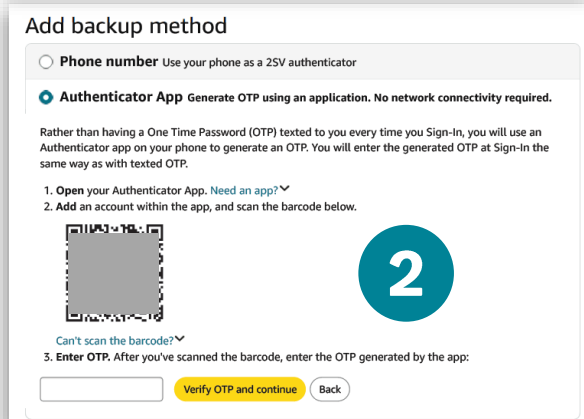 Add backup method
Phone number Use your phone as a 2SV authenticator
Authenticator App Generate OTP using an application. No network connectivity required.
Rather than having a One Time Password (OTP) texted to you every time you Sign-In, you will use an
Authenticator app on your phone to generate an OTP. You will enter the generated OTP at Sign-In the
same way as with texted OTP.
1. Open your Authenticator App. Need an app?
2. Add an account within the app, and scan the barcode below.
2
Can't scan the barcode?
3. Enter OTP. After you've scanned the barcode, enter the OTP generated by the app:
Verify OTP and continue Back